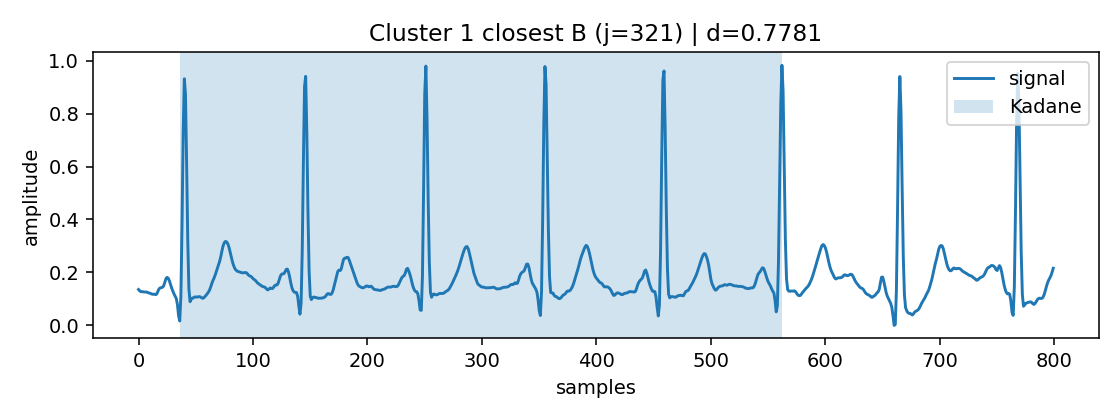 Cluster 1 closest B (j=321) | d=0.7781
signal
Kadane
amplitude
1.0
0.8
0.6
0.4
0.2
0.0
0 100 200 300 400 500 600 700 800
samples